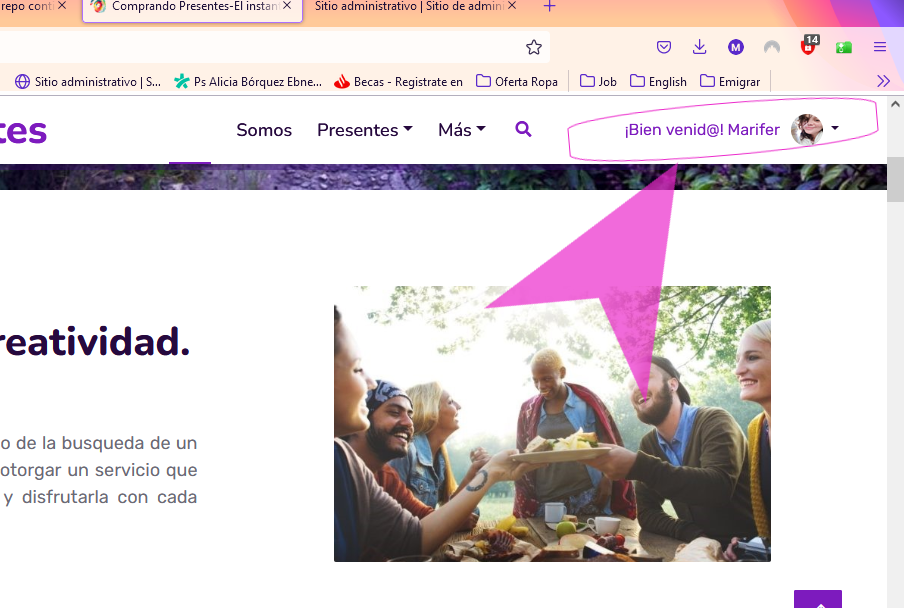 repo cont
Comprando Presentes-El instan
Sitio administrativo | Sitio de admini
M
14
Sitio administrativo | S...
Ps Alicia Bórquez Ebne...
Becas - Registrate en
Oferta Ropa
Job
English
Emigrar
tes
Somos
Presentes
Más
¡Bien venid@! Marifer
reatividad.
o de la busqueda de un
otorgar un servicio que
y disfrutarla con cada